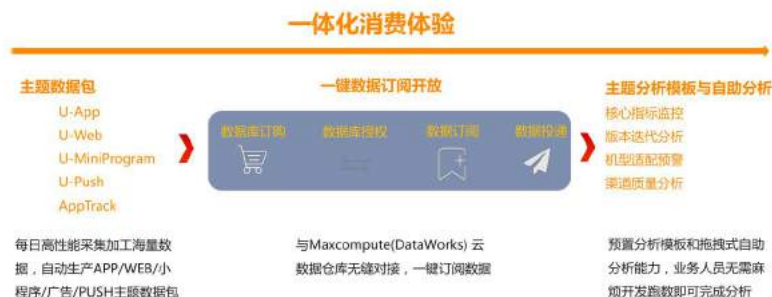 一体化消费体验
主题数据包
U-App
U-Web
U-MiniProgram
U-Push
AppTrack
每日高性能采集加工海量数
据，自动生产APP/WEB/小
程序/广告/PUSH主题数据包
一键数据订阅开放
数据库订购 数据库授权 数据订阅 数据投递
与Maxcompute(DataWorks) 云
数据仓库无缝对接，一键订阅数据
主题分析模板与自助分析
核心指标监控
版本迭代分析
机型适配预警
渠道质量分析
预置分析模板和拖拽式自助
分析能力，业务人员无需麻
烦开发跑数即可完成分析